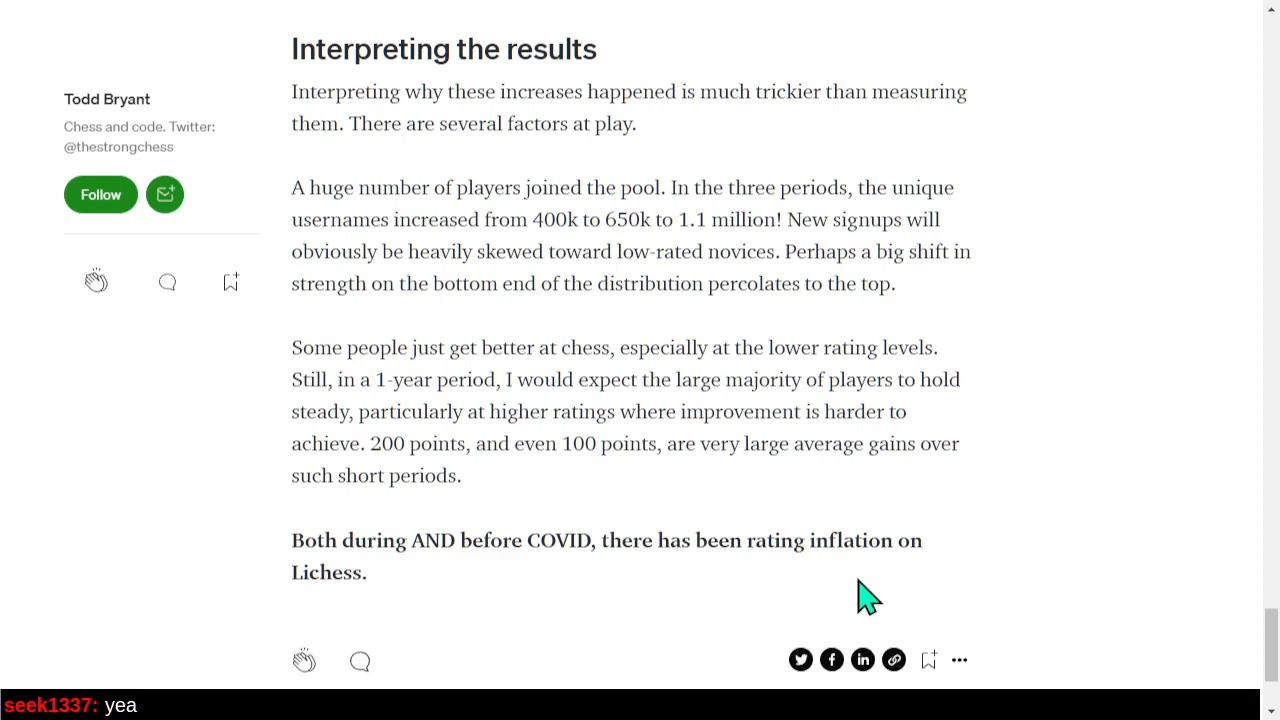 Interpreting the results
Todd Bryant
Chess and code. Twitter:
@thestrongchess
Follow
Interpreting why these increases happened is much trickier than measuring
them. There are several factors at play.
A huge number of players joined the pool. In the three periods, the unique
usernames increased from 400k to 650k to 1.1 million! New signups will
obviously be heavily skewed toward low-rated novices. Perhaps a big shift in
strength on the bottom end of the distribution percolates to the top.
Some people just get better at chess, especially at the lower rating levels.
Still, in a 1-year period, I would expect the large majority of players to hold
steady, particularly at higher ratings where improvement is harder to
achieve. 200 points, and even 100 points, are very large average gains over
such short periods.
Both during AND before COVID, there has been rating inflation on
Lichess.
seek1337: yea